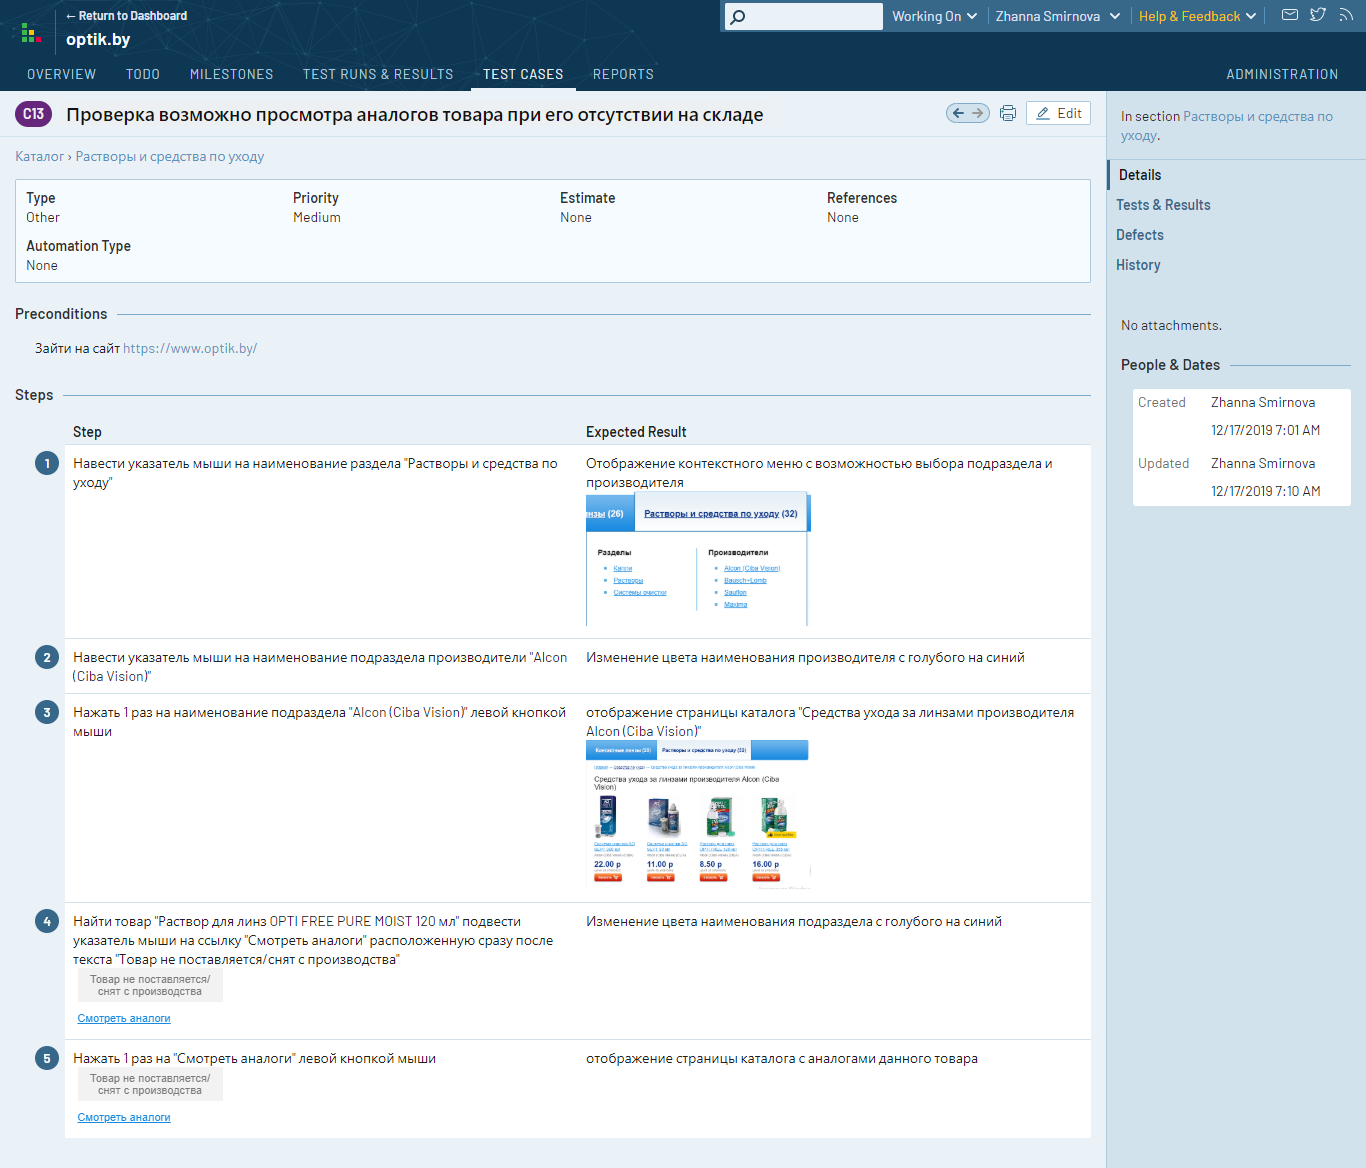 ← Return to Dashboard
optik.by
Working On
Zhanna Smirnova
Help & Feedback
OVERVIEW
TODO
MILESTONES
TEST RUNS & RESULTS
TEST CASES
REPORTS
ADMINISTRATION
C13
Проверка возможно просмотра аналогов товара при его отсутствии на складе
Edit
Каталог › Растворы и средства по уходу
Type
Other
Priority
Medium
Estimate
None
References
None
Automation Type
None
Preconditions
Зайти на сайт https://www.optik.by/
Steps
Step
Expected Result
1
Навести указатель мыши на наименование раздела "Растворы и средства по
уходу"
Отображение контекстного меню с возможностью выбора подраздела и
производителя
инзы (26)
Растворы и средства по уходу (32)
Разделы
Капли
Растворы
Системы очистки
Производители
Alcon (Ciba Vision)
Bausch+Lomb
Sauflon
Maxima
2
Навести указатель мыши на наименование подраздела производители "Alcon
(Ciba Vision)"
Изменение цвета наименования производителя с голубого на синий
3
Нажать 1 раз на наименование подраздела "Alcon (Ciba Vision)" левой кнопкой
мыши
отображение страницы каталога "Средства ухода за линзами производителя
Alcon (Ciba Vision)"
Контактные линзы (26)
Растворы и средства по уходу (32)
Средства ухода за линзами производителя Alcon (Ciba
Vision)
22.00 р
11.00 р
8.50 р
16.00 р
4
Найти товар "Раствор для линз OPTI FREE PURE MOIST 120 мл" подвести
указатель мыши на ссылку "Смотреть аналоги" расположенную сразу после
текста "Товар не поставляется/снят с производства"
Товар не поставляется/
снят с производства
Смотреть аналоги
Изменение цвета наименования подраздела с голубого на синий
5
Нажать 1 раз на "Смотреть аналоги" левой кнопкой мыши
Товар не поставляется/
снят с производства
Смотреть аналоги
отображение страницы каталога с аналогами данного товара
In section Растворы и средства по
уходу.
Details
Tests & Results
Defects
History
No attachments.
People & Dates
Created
Zhanna Smirnova
12/17/2019 7:01 AM
Updated
Zhanna Smirnova
12/17/2019 7:10 AM